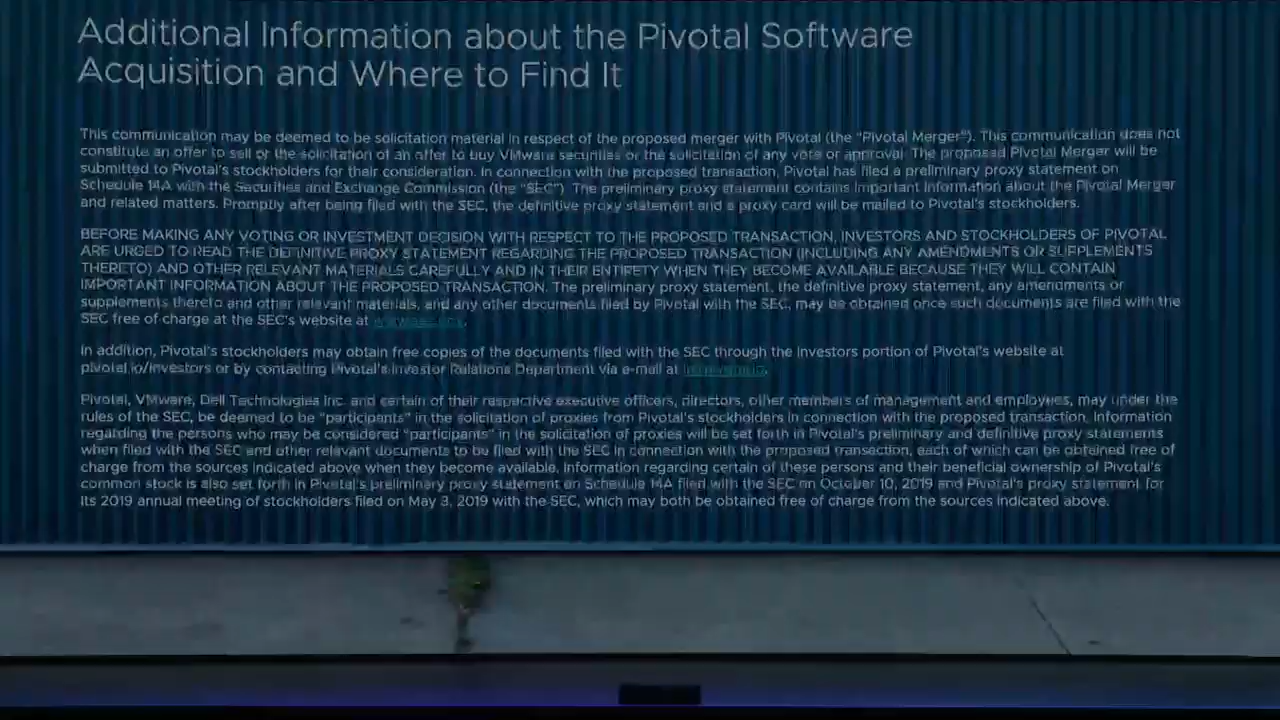 Additional Information about the Pivotal Software
Acquisition and Where to Find It
This communication may be deemed to be solicitation material in respect of the proposed merger with Pivotal (the "Pivotal Merger"). This communication does not
constitute an offer to sell or the solicitation of an offer to buy VMware securities or the solicitation of any vote or approval. The proposed Pivotal Merger will be
submitted to Pivotal's stockholders for their consideration. In connection with the proposed transaction, Pivotal has filed a preliminary proxy statement on
Schedule 14A with the Securities and Exchange Commission (the "SEC"). The preliminary proxy statement contains important information about the Pivotal Merger
and related matters. Promptly after being filed with the SEC, the definitive proxy statement and a proxy card will be mailed to Pivotal's stockholders.
BEFORE MAKING ANY VOTING OR INVESTMENT DECISION WITH RESPECT TO THE PROPOSED TRANSACTION, INVESTORS AND STOCKHOLDERS OF PIVOTAL
ARE URGED TO READ THE DEFINITIVE PROXY STATEMENT REGARDING THE PROPOSED TRANSACTION (INCLUDING ANY AMENDMENTS OR SUPPLEMENTS
THERETO) AND OTHER RELEVANT MATERIALS CAREFULLY AND IN THEIR ENTIRETY WHEN THEY BECOME AVAILABLE BECAUSE THEY WILL CONTAIN
IMPORTANT INFORMATION ABOUT THE PROPOSED TRANSACTION. The preliminary proxy statement, the definitive proxy statement, any amendments or
supplements thereto and other relevant materials, and any other documents filed by Pivotal with the SEC, may be obtained once such documents are filed with the
SEC free of charge at the SEC's website at
In addition, Pivotal's stockholders may obtain free copies of the documents filed with the SEC through the Investors portion of Pivotal's website at
pivotal.io/investors or by contacting Pivotal's Investor Relations Department via e-mail at
Pivotal, VMware, Dell Technologies Inc. and certain of their respective executive officers, directors, other members of management and employees, may under the
rules of the SEC, be deemed to be "participants" in the solicitation of proxies from Pivotal's stockholders in connection with the proposed transaction. Information
regarding the persons who may be considered "participants" in the solicitation of proxies will be set forth in Pivotal's preliminary and definitive proxy statements
when filed with the SEC and other relevant documents to be filed with the SEC in connection with the proposed transaction, each of which can be obtained free of
charge from the sources indicated above when they become available. Information regarding certain of these persons and their beneficial ownership of Pivotal's
common stock is also set forth in Pivotal's preliminary proxy statement on Schedule 14A filed with the SEC on October 10, 2019 and Pivotal's proxy statement for
its 2019 annual meeting of stockholders filed on May 3, 2019 with the SEC, which may both be obtained free of charge from the sources indicated above.